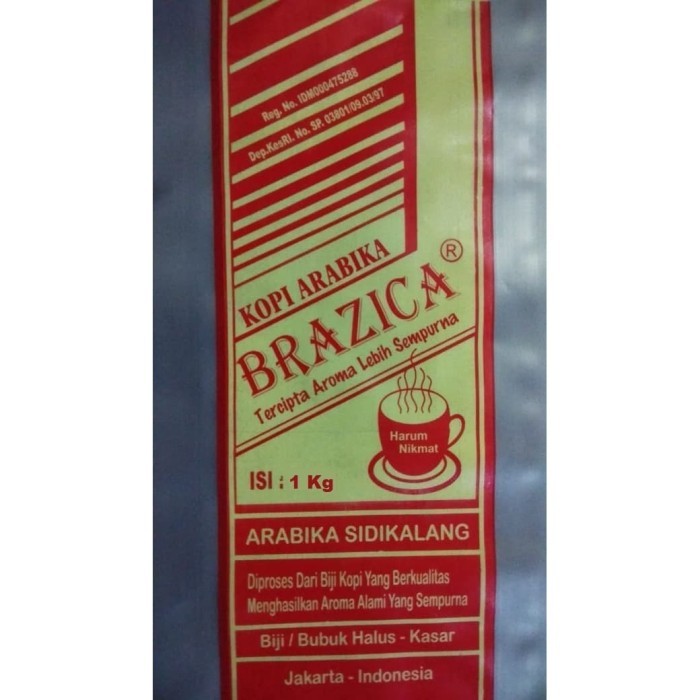 Reg. No. IDM000475288
Dep.KesRI. No. SP. 03801/09.03/97
KOPI ARABIKA
BRAZICA ®
Tercipta Aroma Lebih Sempurna
Harum
Nikmat
ISI : 1 Kg
ARABIKA SIDIKALANG
Diproses Dari Biji Kopi Yang Berkualitas
Menghasilkan Aroma Alami Yang Sempurna
Biji / Bubuk Halus - Kasar
Jakarta - Indonesia